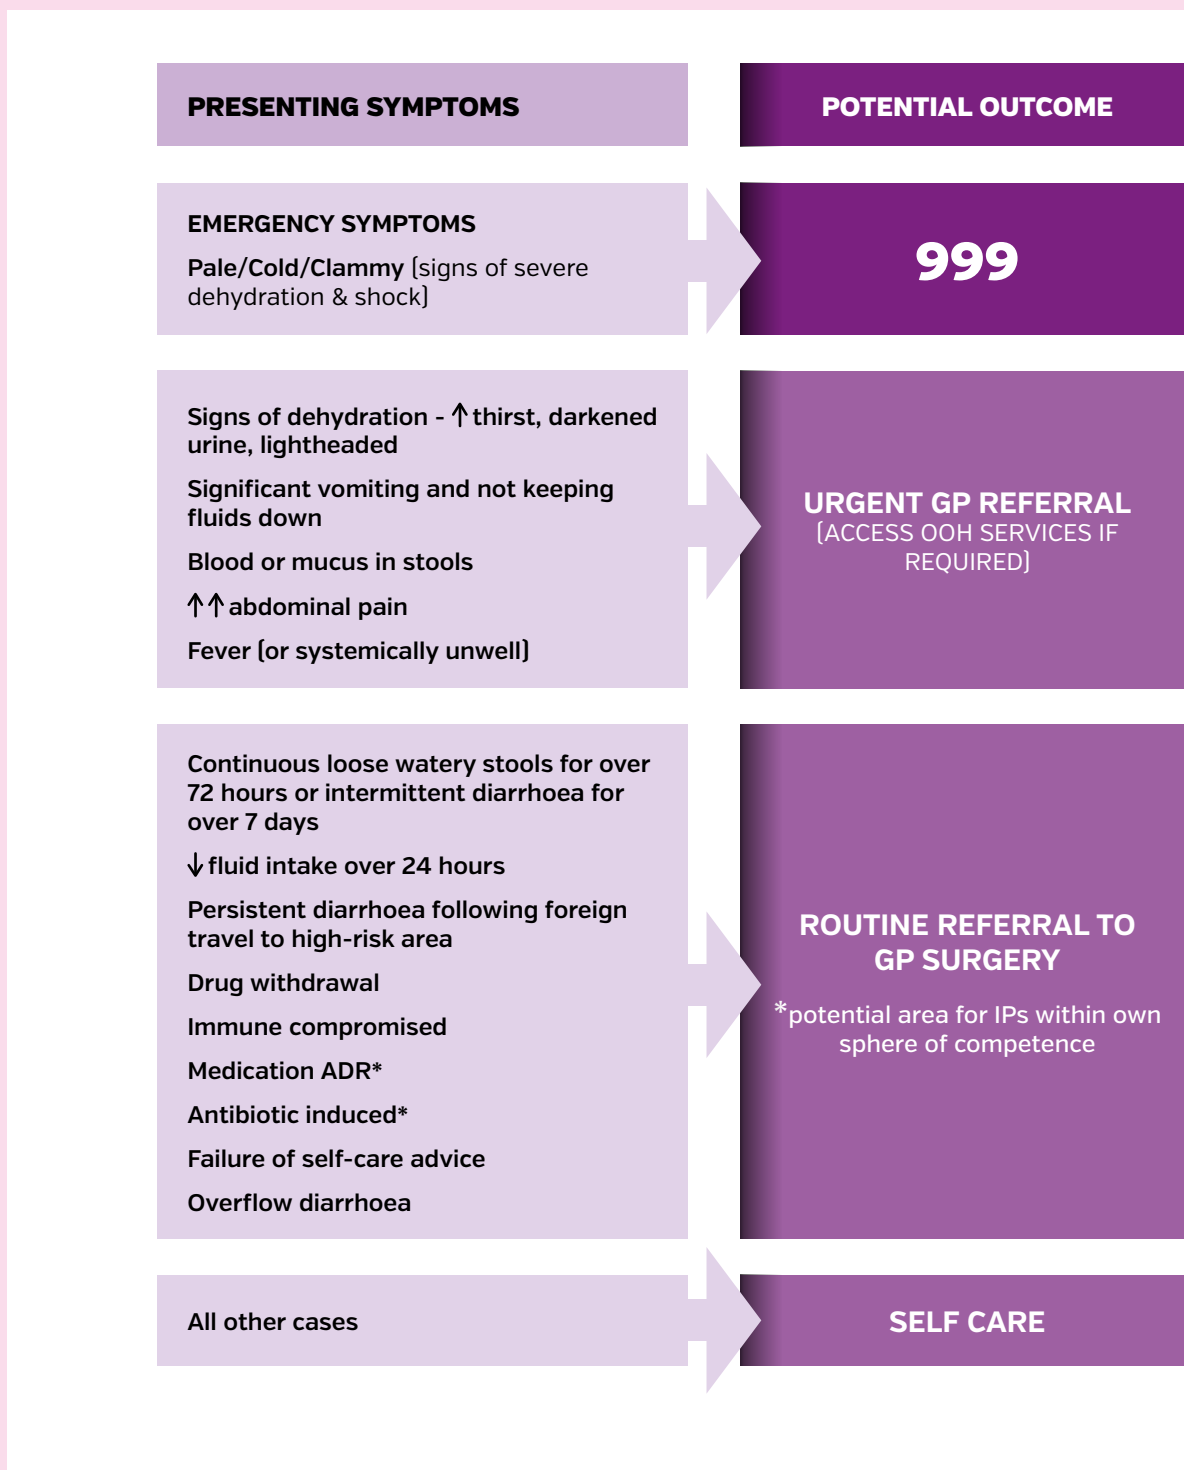 PRESENTING SYMPTOMS
POTENTIAL OUTCOME
EMERGENCY SYMPTOMS
Pale/Cold/Clammy (signs of severe
dehydration & shock)
999
Signs of dehydration - ↑ thirst, darkened
urine, lightheaded
Significant vomiting and not keeping
fluids down
Blood or mucus in stools
↑↑ abdominal pain
Fever (or systemically unwell)
URGENT GP REFERRAL
(ACCESS OOH SERVICES IF
REQUIRED)
Continuous loose watery stools for over
72 hours or intermittent diarrhoea for
over 7 days
↓ fluid intake over 24 hours
Persistent diarrhoea following foreign
travel to high-risk area
Drug withdrawal
Immune compromised
Medication ADR*
Antibiotic induced*
Failure of self-care advice
Overflow diarrhoea
ROUTINE REFERRAL TO
GP SURGERY
*potential area for IPs within own
sphere of competence
All other cases
SELF CARE